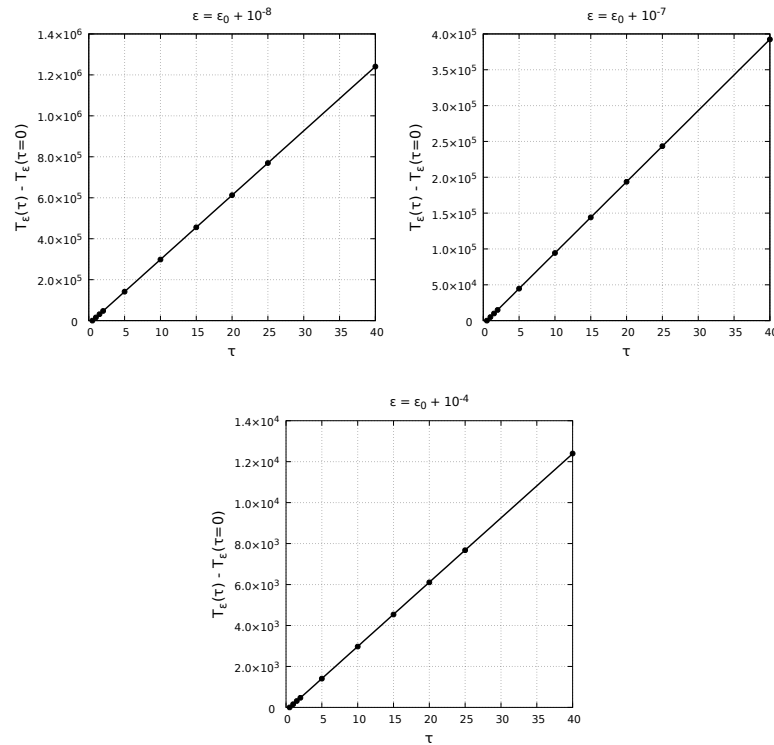 ε = ε₀ + 10⁻⁸
T_ε(τ) - T_ε(τ=0)
1.4×10⁶
1.2×10⁶
1.0×10⁶
8.0×10⁵
6.0×10⁵
4.0×10⁵
2.0×10⁵
0
0 5 10 15 20 25 30 35 40
τ
ε = ε₀ + 10⁻⁷
T_ε(τ) - T_ε(τ=0)
4.0×10⁵
3.5×10⁵
3.0×10⁵
2.5×10⁵
2.0×10⁵
1.5×10⁵
1.0×10⁵
5.0×10⁴
0
0 5 10 15 20 25 30 35 40
τ
ε = ε₀ + 10⁻⁴
T_ε(τ) - T_ε(τ=0)
1.4×10⁴
1.2×10⁴
1.0×10⁴
8.0×10³
6.0×10³
4.0×10³
2.0×10³
0
0 5 10 15 20 25 30 35 40
τ